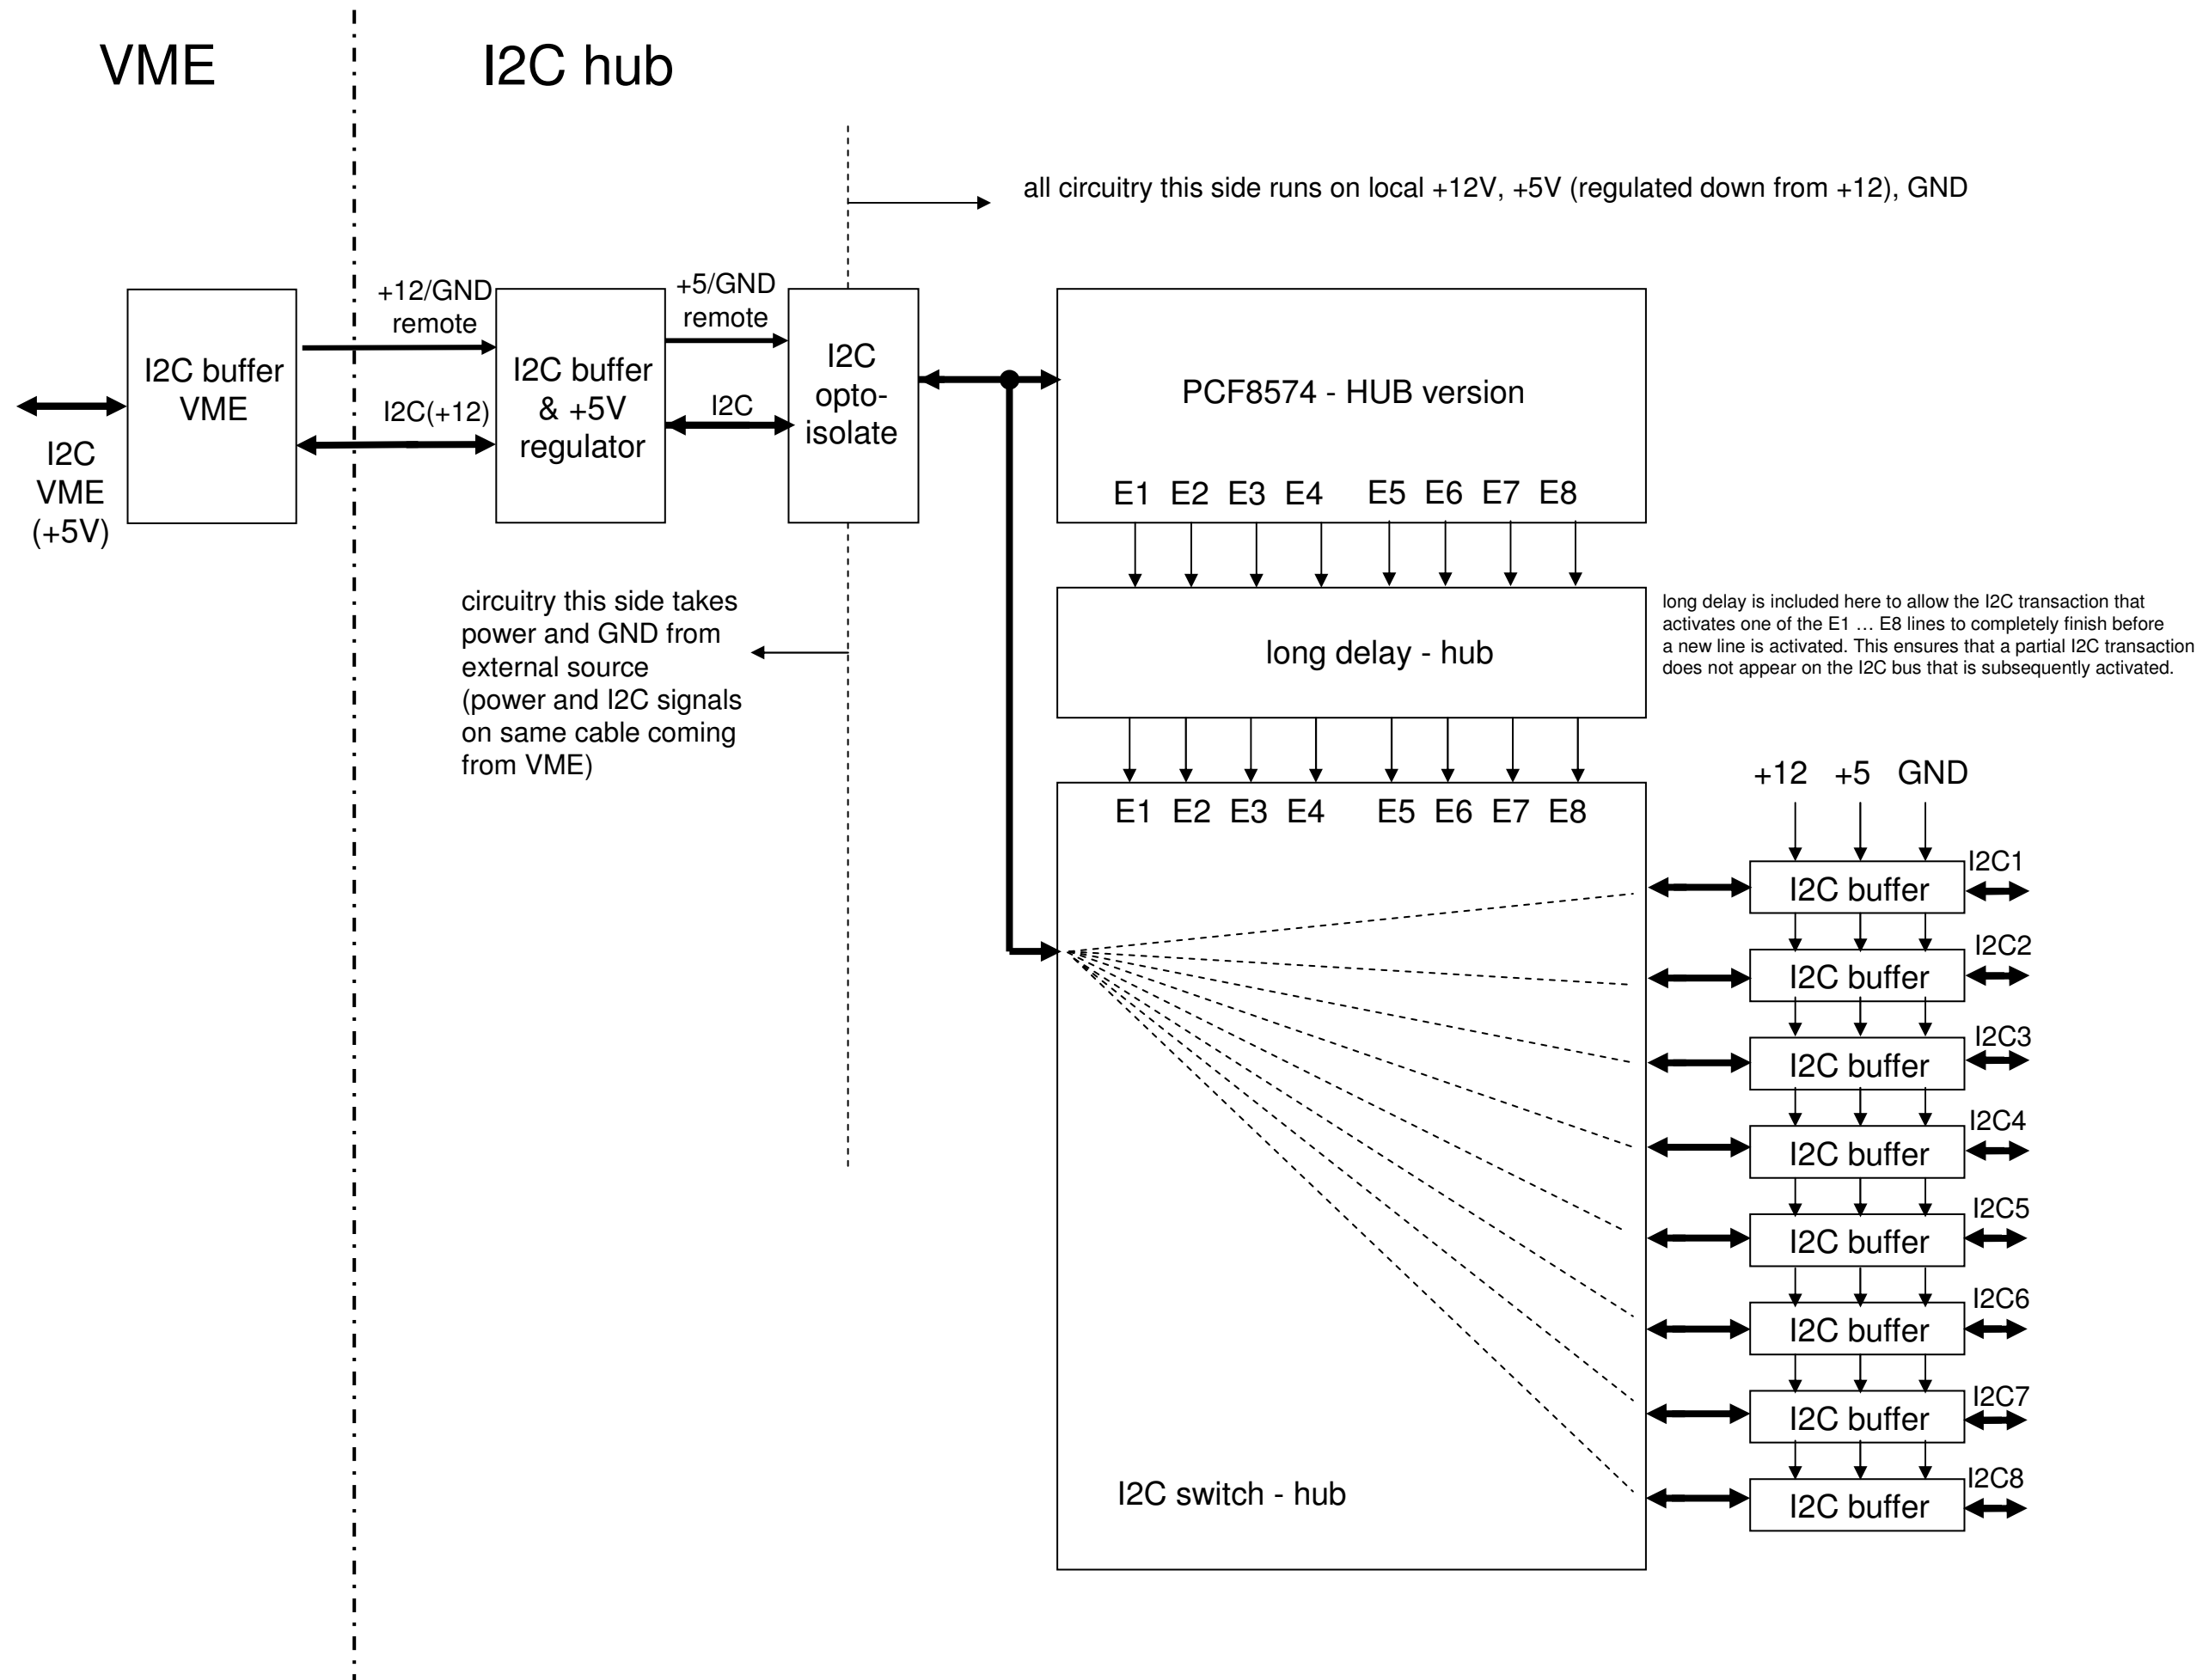 VME
I2C hub
all circuitry this side runs on local +12V, +5V (regulated down from +12), GND
+12/GND
remote
+5/GND
remote
I2C buffer
VME
I2C(+12)
I2C buffer
& +5V
regulator
I2C
I2C
opto-
isolate
PCF8574 - HUB version
I2C
VME
(+5V)
E1 E2 E3 E4 E5 E6 E7 E8
circuitry this side takes
power and GND from
external source
(power and I2C signals
on same cable coming
from VME)
long delay - hub
long delay is included here to allow the I2C transaction that
activates one of the E1 … E8 lines to completely finish before
a new line is activated. This ensures that a partial I2C transaction
does not appear on the I2C bus that is subsequently activated.
+12 +5 GND
E1 E2 E3 E4 E5 E6 E7 E8
I2C1
I2C buffer
I2C2
I2C buffer
I2C3
I2C buffer
I2C4
I2C buffer
I2C5
I2C buffer
I2C6
I2C buffer
I2C7
I2C buffer
I2C8
I2C buffer
I2C switch - hub